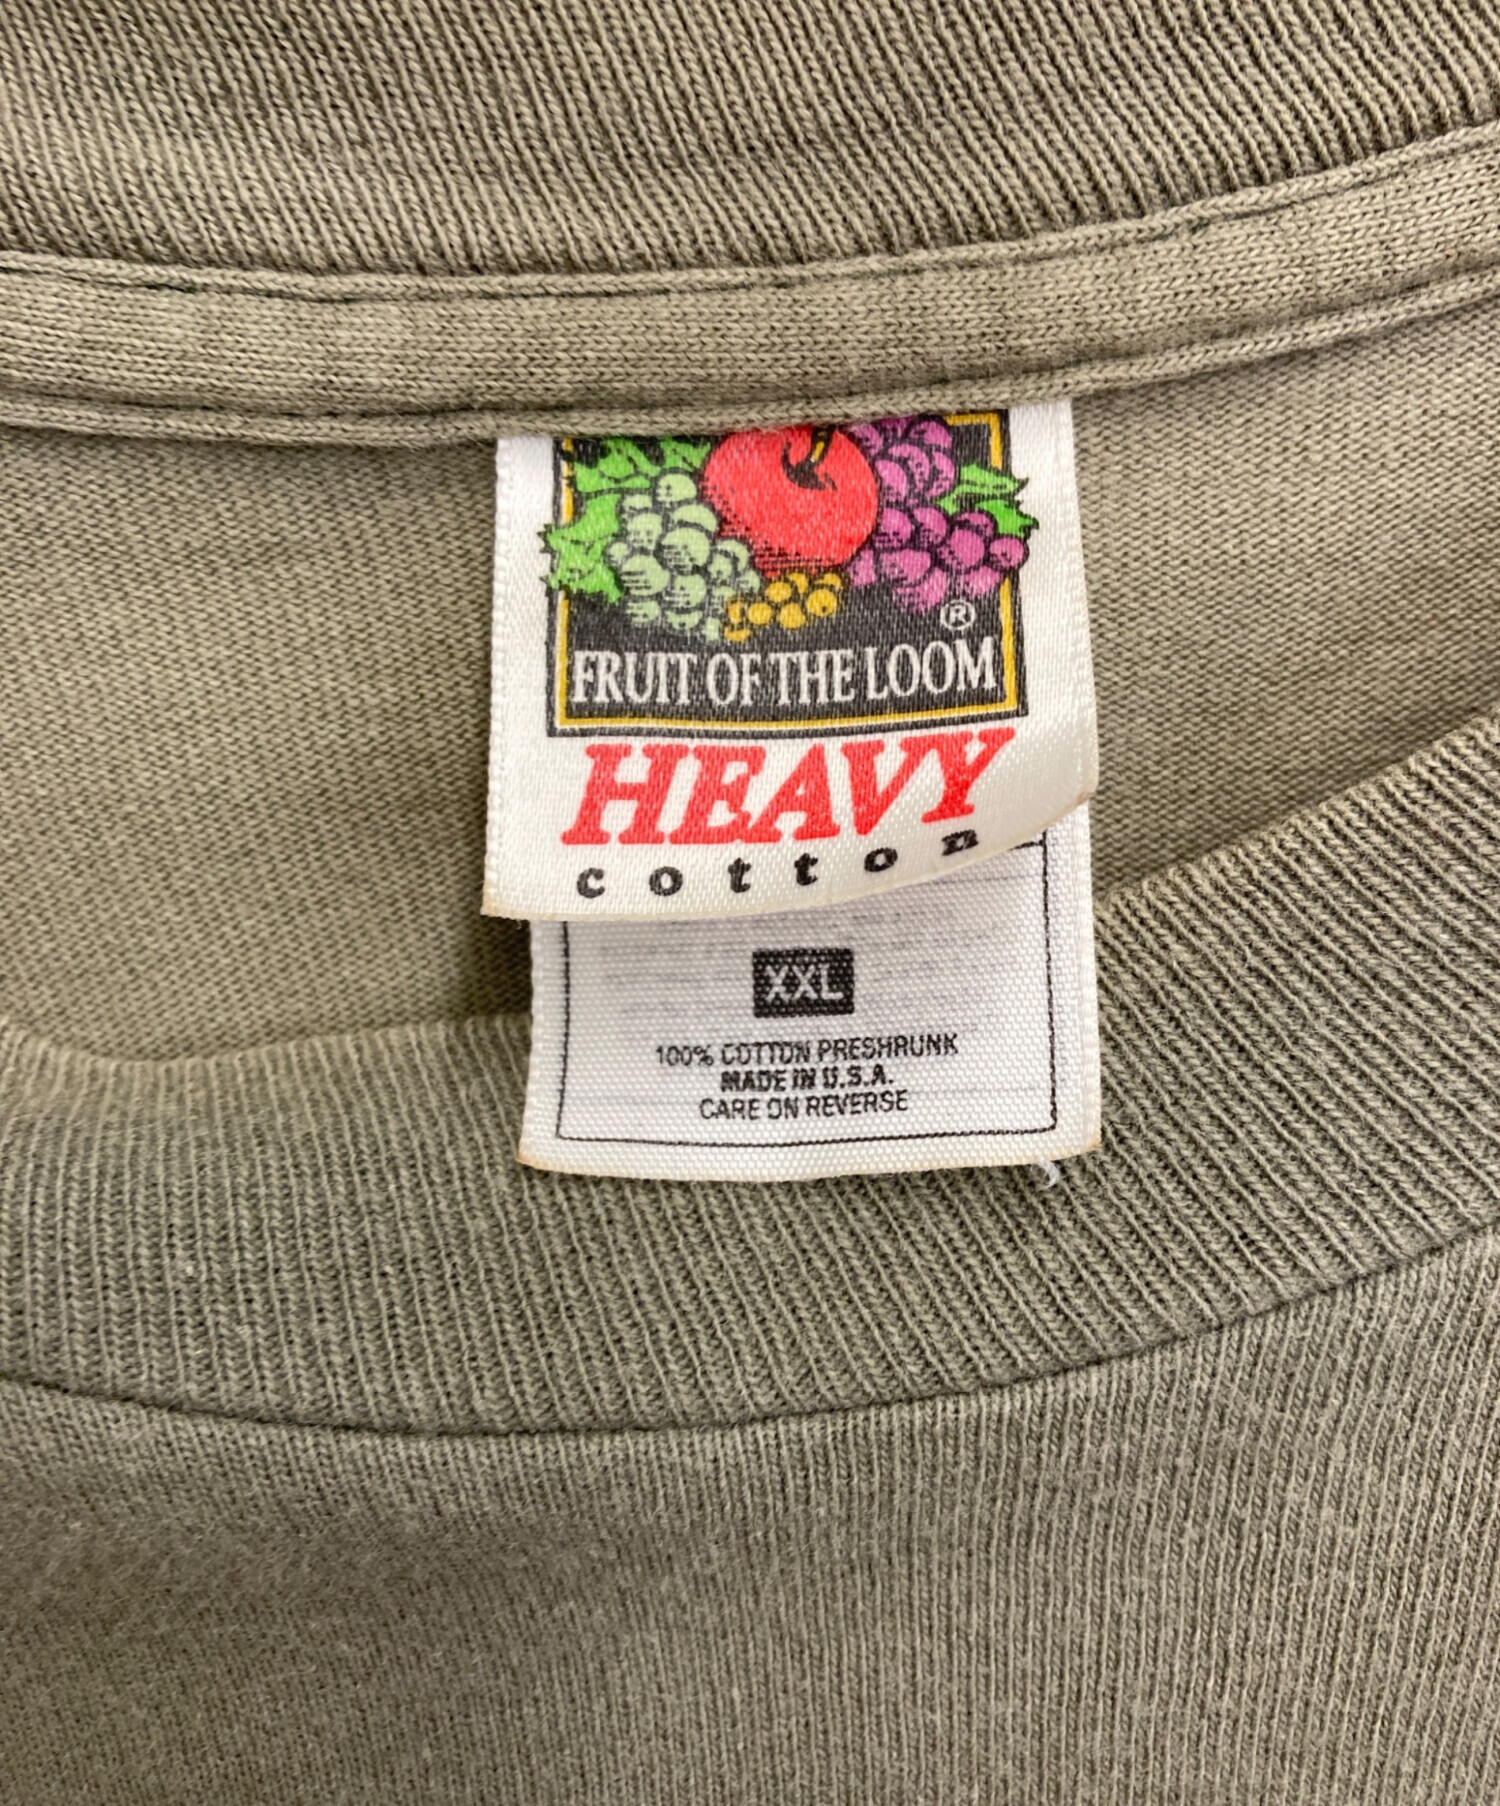 ®
FRUIT OF THE LOOM
HEAVY
cotton
XXL
100% COTTON PRESHRUNK
MADE IN U.S.A.
CARE ON REVERSE